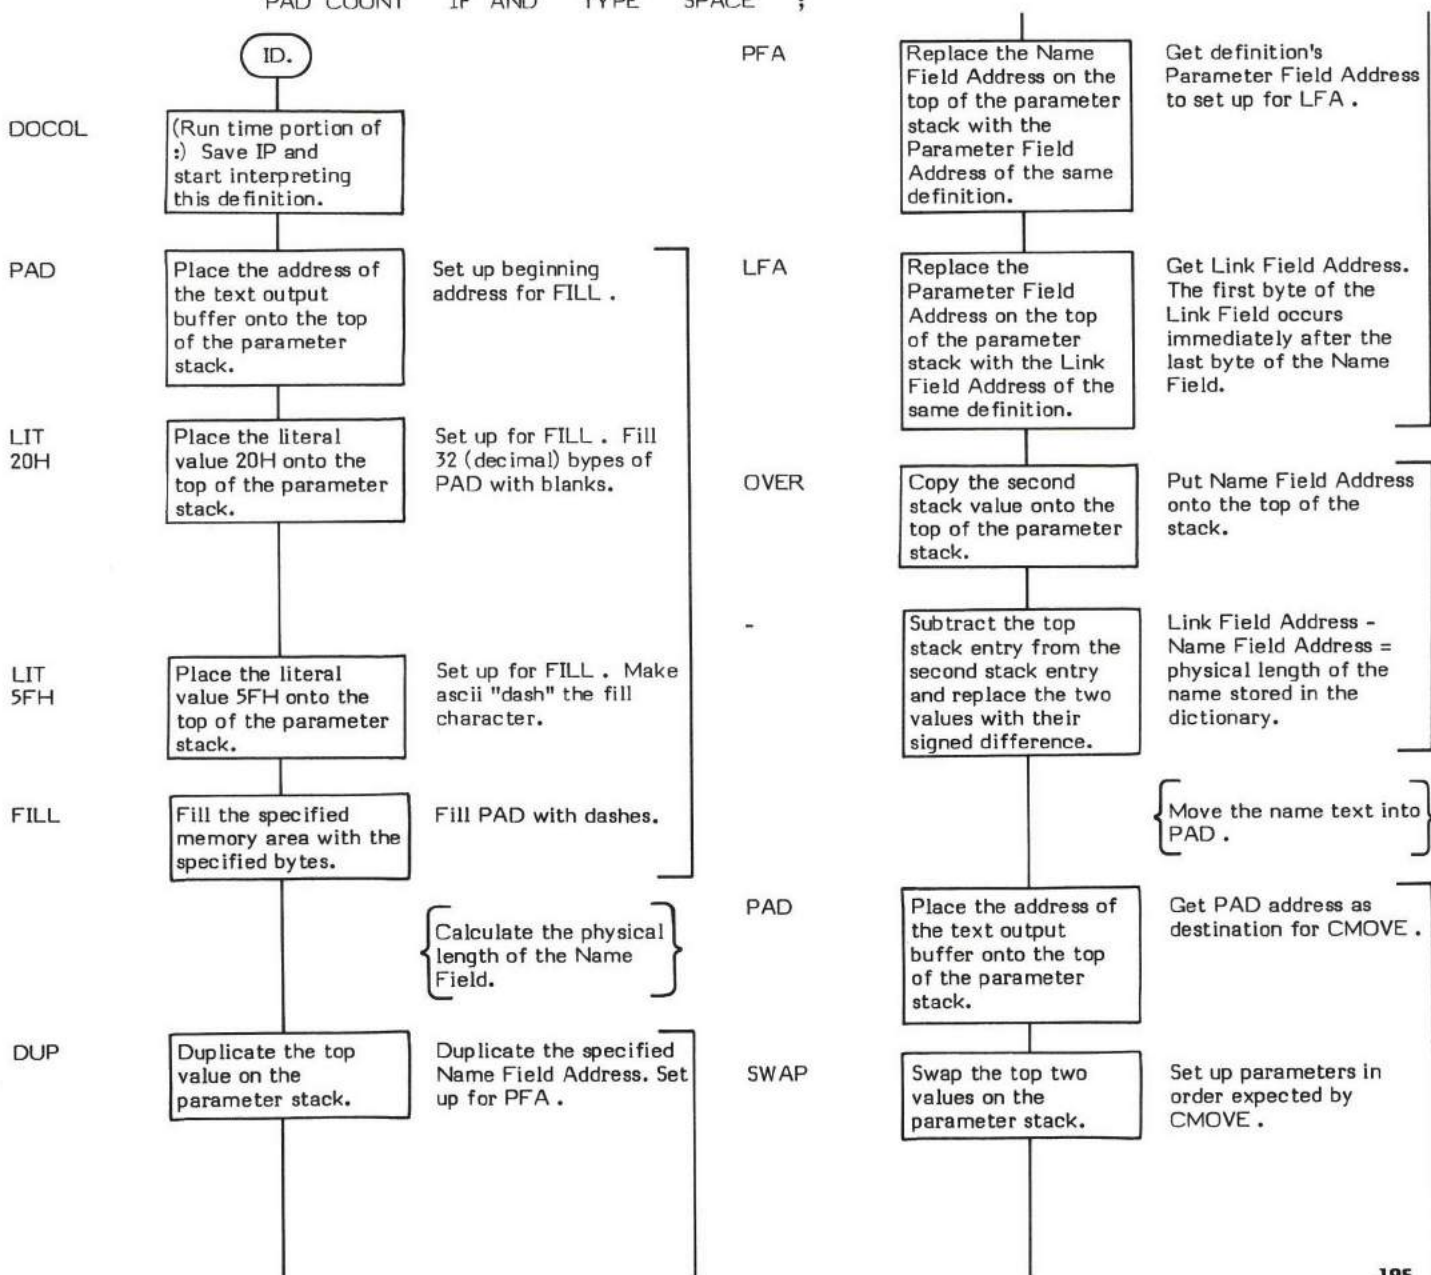 PAD COUNT 1F AND TYPE SPACE ;
ID.
DOCOL
(Run time portion of
:) Save IP and
start interpreting
this definition.
PAD
Place the address of
the text output
buffer onto the top
of the parameter
stack.
Set up beginning
address for FILL .
LIT
20H
Place the literal
value 20H onto the
top of the parameter
stack.
Set up for FILL . Fill
32 (decimal) bypes of
PAD with blanks.
LIT
5FH
Place the literal
value 5FH onto the
top of the parameter
stack.
Set up for FILL . Make
ascii "dash" the fill
character.
FILL
Fill the specified
memory area with the
specified bytes.
Fill PAD with dashes.
Calculate the physical
length of the Name
Field.
DUP
Duplicate the top
value on the
parameter stack.
Duplicate the specified
Name Field Address. Set
up for PFA .
PFA
Replace the Name
Field Address on the
top of the parameter
stack with the
Parameter Field
Address of the same
definition.
Get definition's
Parameter Field Address
to set up for LFA .
LFA
Replace the
Parameter Field
Address on the top
of the parameter
stack with the Link
Field Address of the
same definition.
Get Link Field Address.
The first byte of the
Link Field occurs
immediately after the
last byte of the Name
Field.
OVER
Copy the second
stack value onto the
top of the parameter
stack.
Put Name Field Address
onto the top of the
stack.
-
Subtract the top
stack entry from the
second stack entry
and replace the two
values with their
signed difference.
Link Field Address -
Name Field Address =
physical length of the
name stored in the
dictionary.
Move the name text into
PAD .
PAD
Place the address of
the text output
buffer onto the top
of the parameter
stack.
Get PAD address as
destination for CMOVE .
SWAP
Swap the top two
values on the
parameter stack.
Set up parameters in
order expected by
CMOVE .